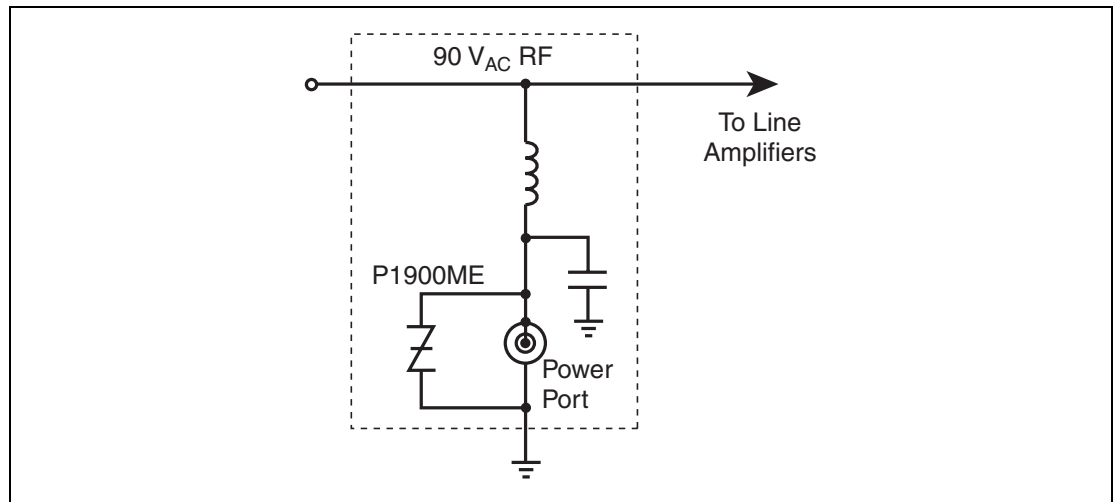 90 VAC RF
To Line
Amplifiers
P1900ME
Power
Port